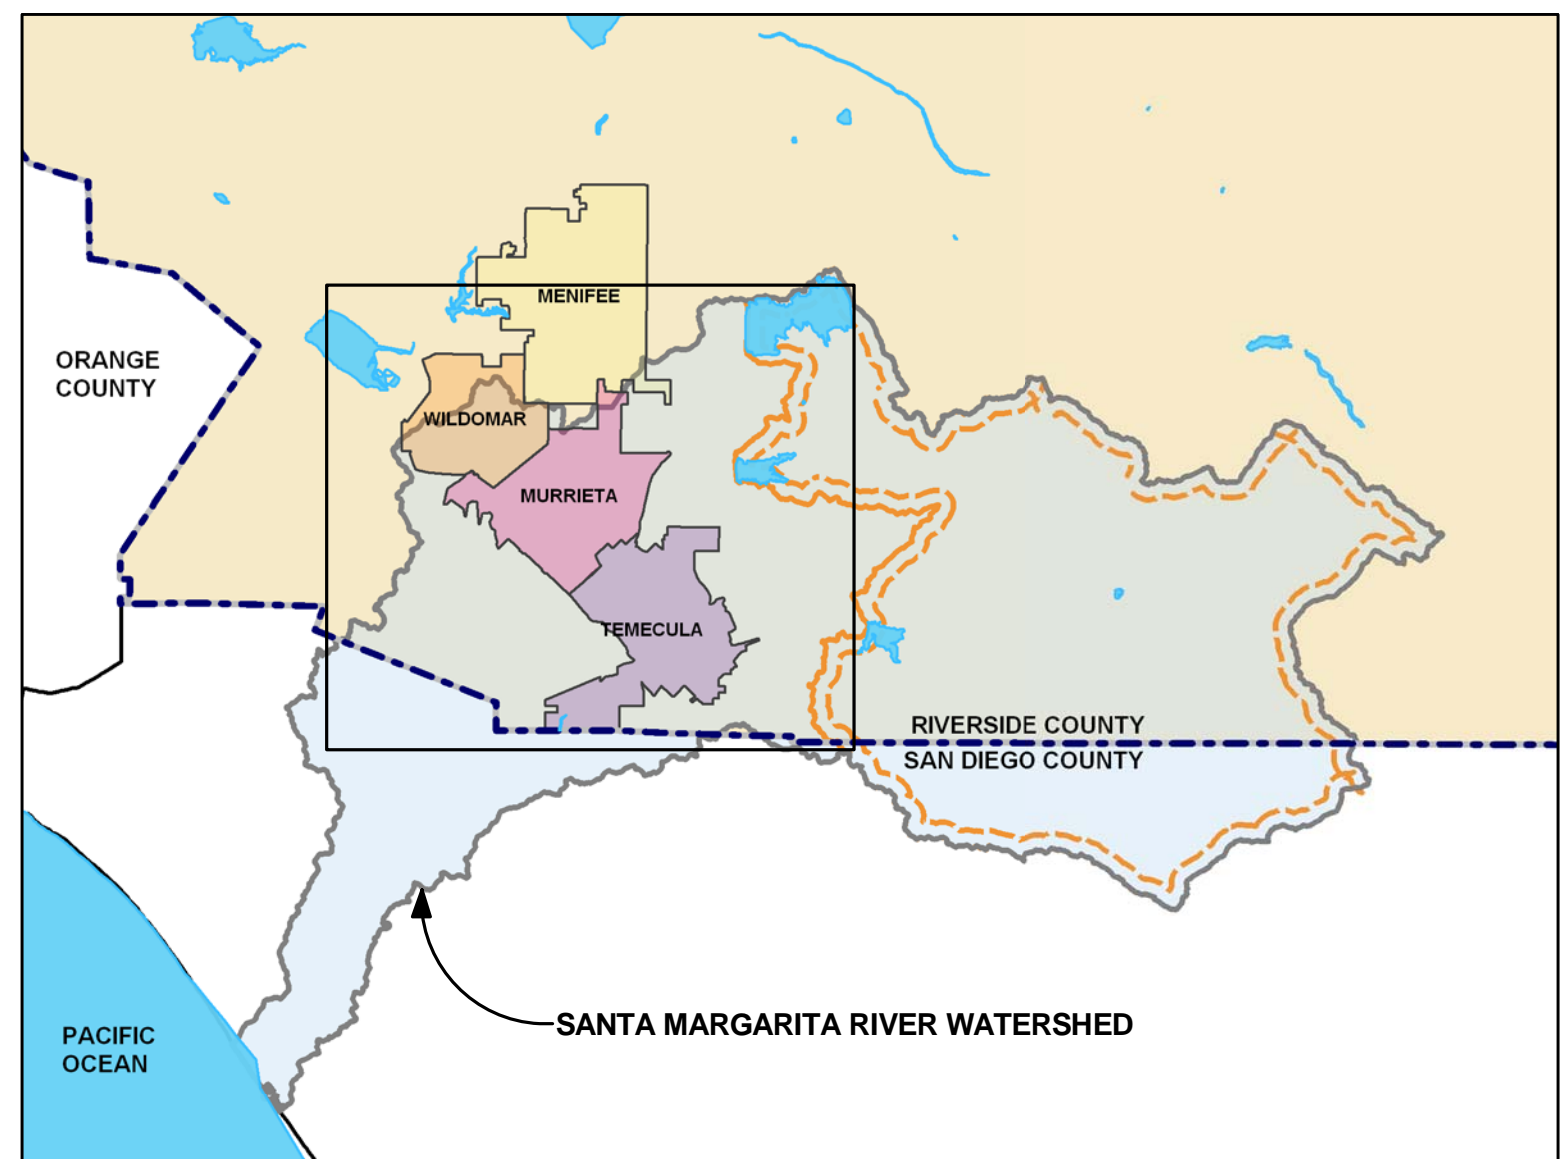 MENIFEE
ORANGE
COUNTY
WILDOMAR
MURRIETA
TEMECULA
RIVERSIDE COUNTY
SAN DIEGO COUNTY
SANTA MARGARITA RIVER WATERSHED
PACIFIC
OCEAN